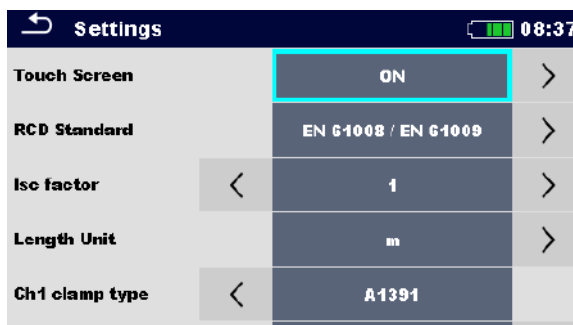 Settings 08:37
Touch Screen ON
RCD Standard EN 61008 / EN 61009
Isc factor 1
Length Unit m
Ch1 clamp type A1391